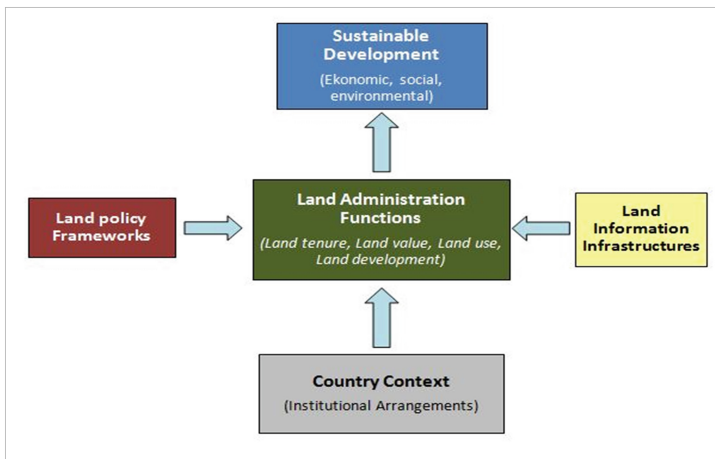 Sustainable
Development
(Ekonomic, social,
environmental)
Land Administration
Functions
(Land tenure, Land value, Land use,
Land development)
Land policy
Frameworks
Land
Information
Infrastructures
Country Context
(Institutional Arrangements)